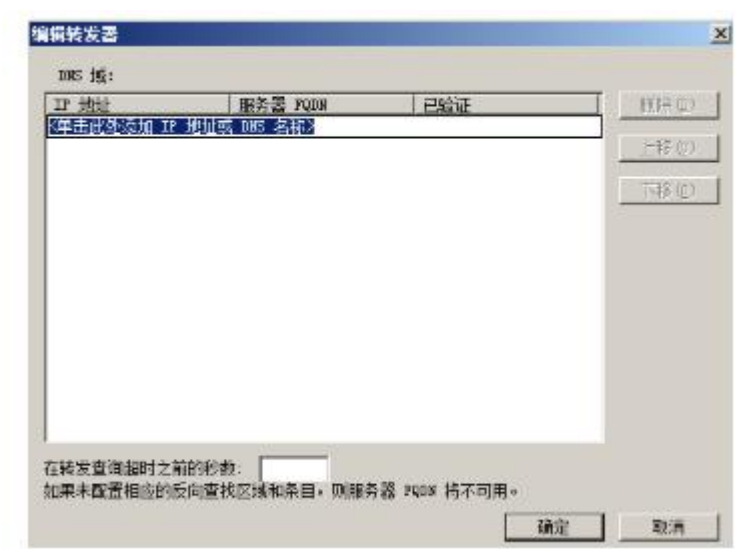 编辑转发器
DNS 域:
IP 地址 服务器 FQDN 已验证
<单击此处添加 IP 地址或 DNS 名称>
删除(D)
上移(U)
下移(O)
在转发查询超时之前的秒数:
如果未配置相应的反向查找区域和条目，则服务器 FQDN 将不可用。
确定 取消